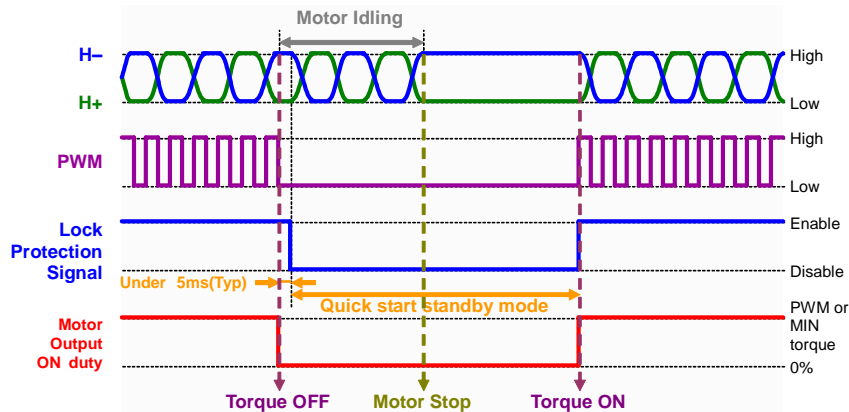 Motor Idling
H−
High
H+
Low
PWM
High
Low
Lock
Protection
Signal
Enable
Disable
Under 5ms(Typ)
Quick start standby mode
Motor
Output
ON duty
PWM or
MIN
torque
0%
Torque OFF
Motor Stop
Torque ON